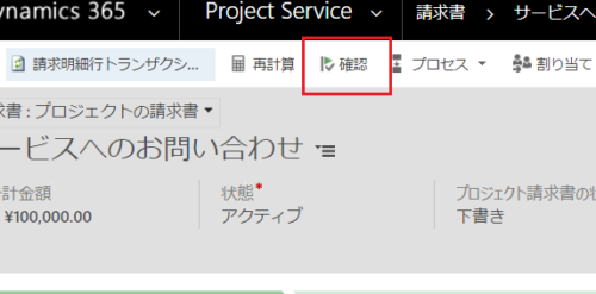 ynamics 365 Project Service 請求書 > サービスへ
請求明細行トランザクシ... 再計算 確認 プロセス 割り当て
求書 : プロジェクトの請求書
ービスへのお問い合わせ
計金額 状態* プロジェクト請求書の
¥100,000.00 アクティブ 下書き